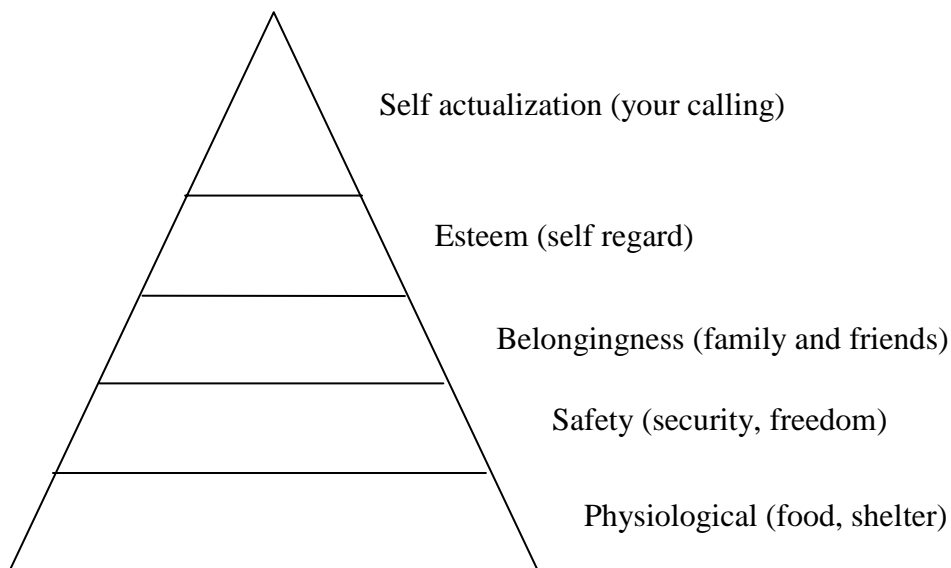 Self actualization (your calling)
Esteem (self regard)
Belongingness (family and friends)
Safety (security, freedom)
Physiological (food, shelter)